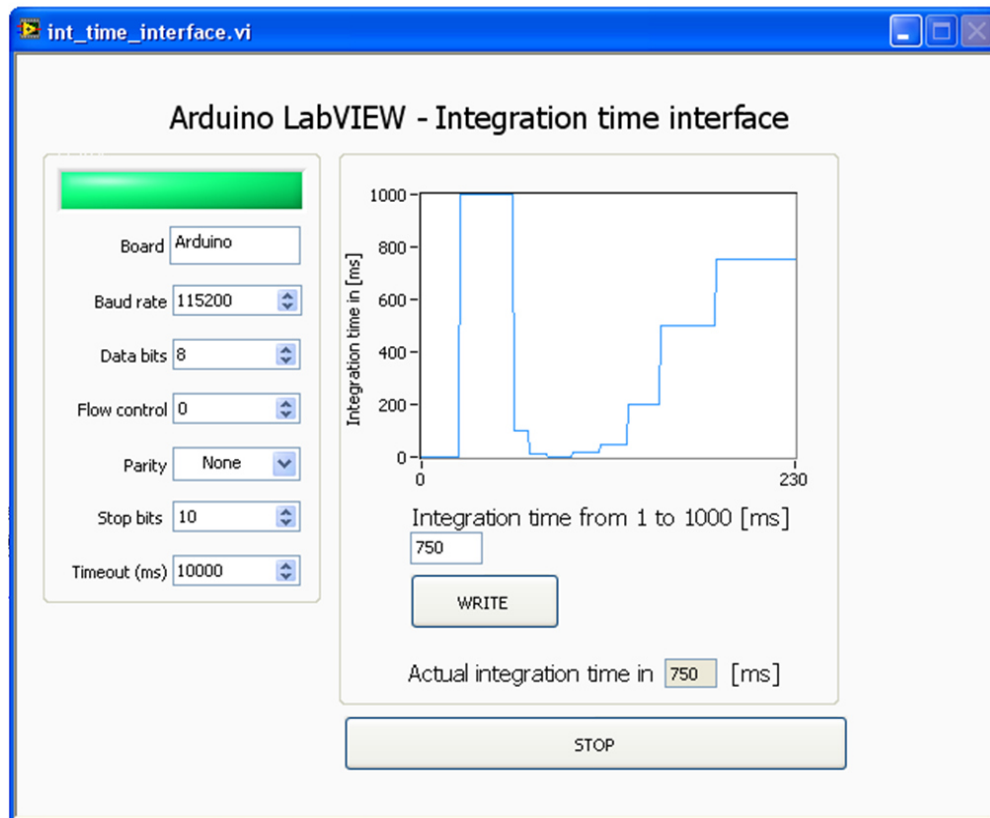 int_time_interface.vi
Arduino LabVIEW - Integration time interface
Board Arduino
Baud rate 115200
Data bits 8
Flow control 0
Parity None
Stop bits 10
Timeout (ms) 10000
Integration time in [ms]
1000
800
600
400
200
0
0 230
Integration time from 1 to 1000 [ms]
750
WRITE
Actual integration time in 750 [ms]
STOP